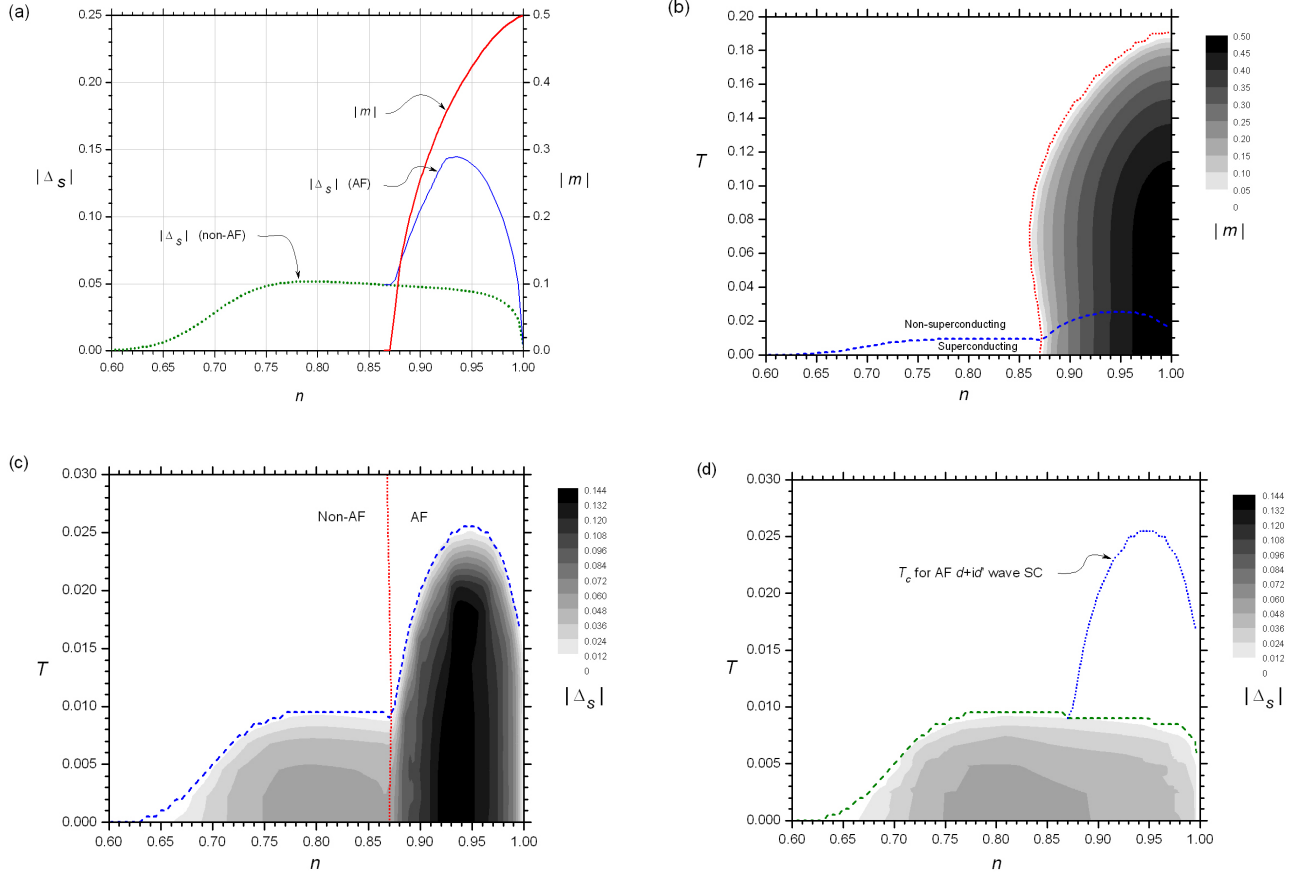 (a)
0.25
0.20
0.15
0.10
0.05
0.00
|Δs|
0.5
0.4
0.3
0.2
0.1
0.0
|m|
|m|
|Δs| (AF)
|Δs| (non-AF)
0.60 0.65 0.70 0.75 0.80 0.85 0.90 0.95 1.00
n
(b)
0.20
0.18
0.16
0.14
0.12
0.10
0.08
0.06
0.04
0.02
0.00
T
Non-superconducting
Superconducting
0.60 0.65 0.70 0.75 0.80 0.85 0.90 0.95 1.00
n
0.50
0.45
0.40
0.35
0.30
0.25
0.20
0.15
0.10
0.05
0
|m|
(c)
0.030
0.025
0.020
0.015
0.010
0.005
0.000
T
Non-AF AF
0.60 0.65 0.70 0.75 0.80 0.85 0.90 0.95 1.00
n
0.144
0.132
0.120
0.108
0.096
0.084
0.072
0.060
0.048
0.036
0.024
0.012
0
|Δs|
(d)
0.030
0.025
0.020
0.015
0.010
0.005
0.000
T
Tc for AF d+id' wave SC
0.60 0.65 0.70 0.75 0.80 0.85 0.90 0.95 1.00
n
0.144
0.132
0.120
0.108
0.096
0.084
0.072
0.060
0.048
0.036
0.024
0.012
0
|Δs|